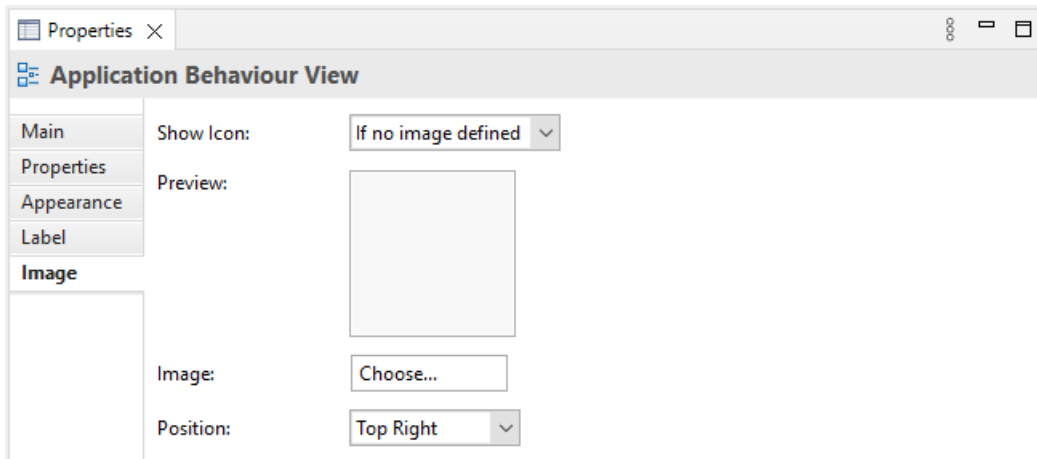 Properties
Application Behaviour View
Main
Properties
Appearance
Label
Image
Show Icon:
If no image defined
Preview:
Image:
Choose...
Position:
Top Right